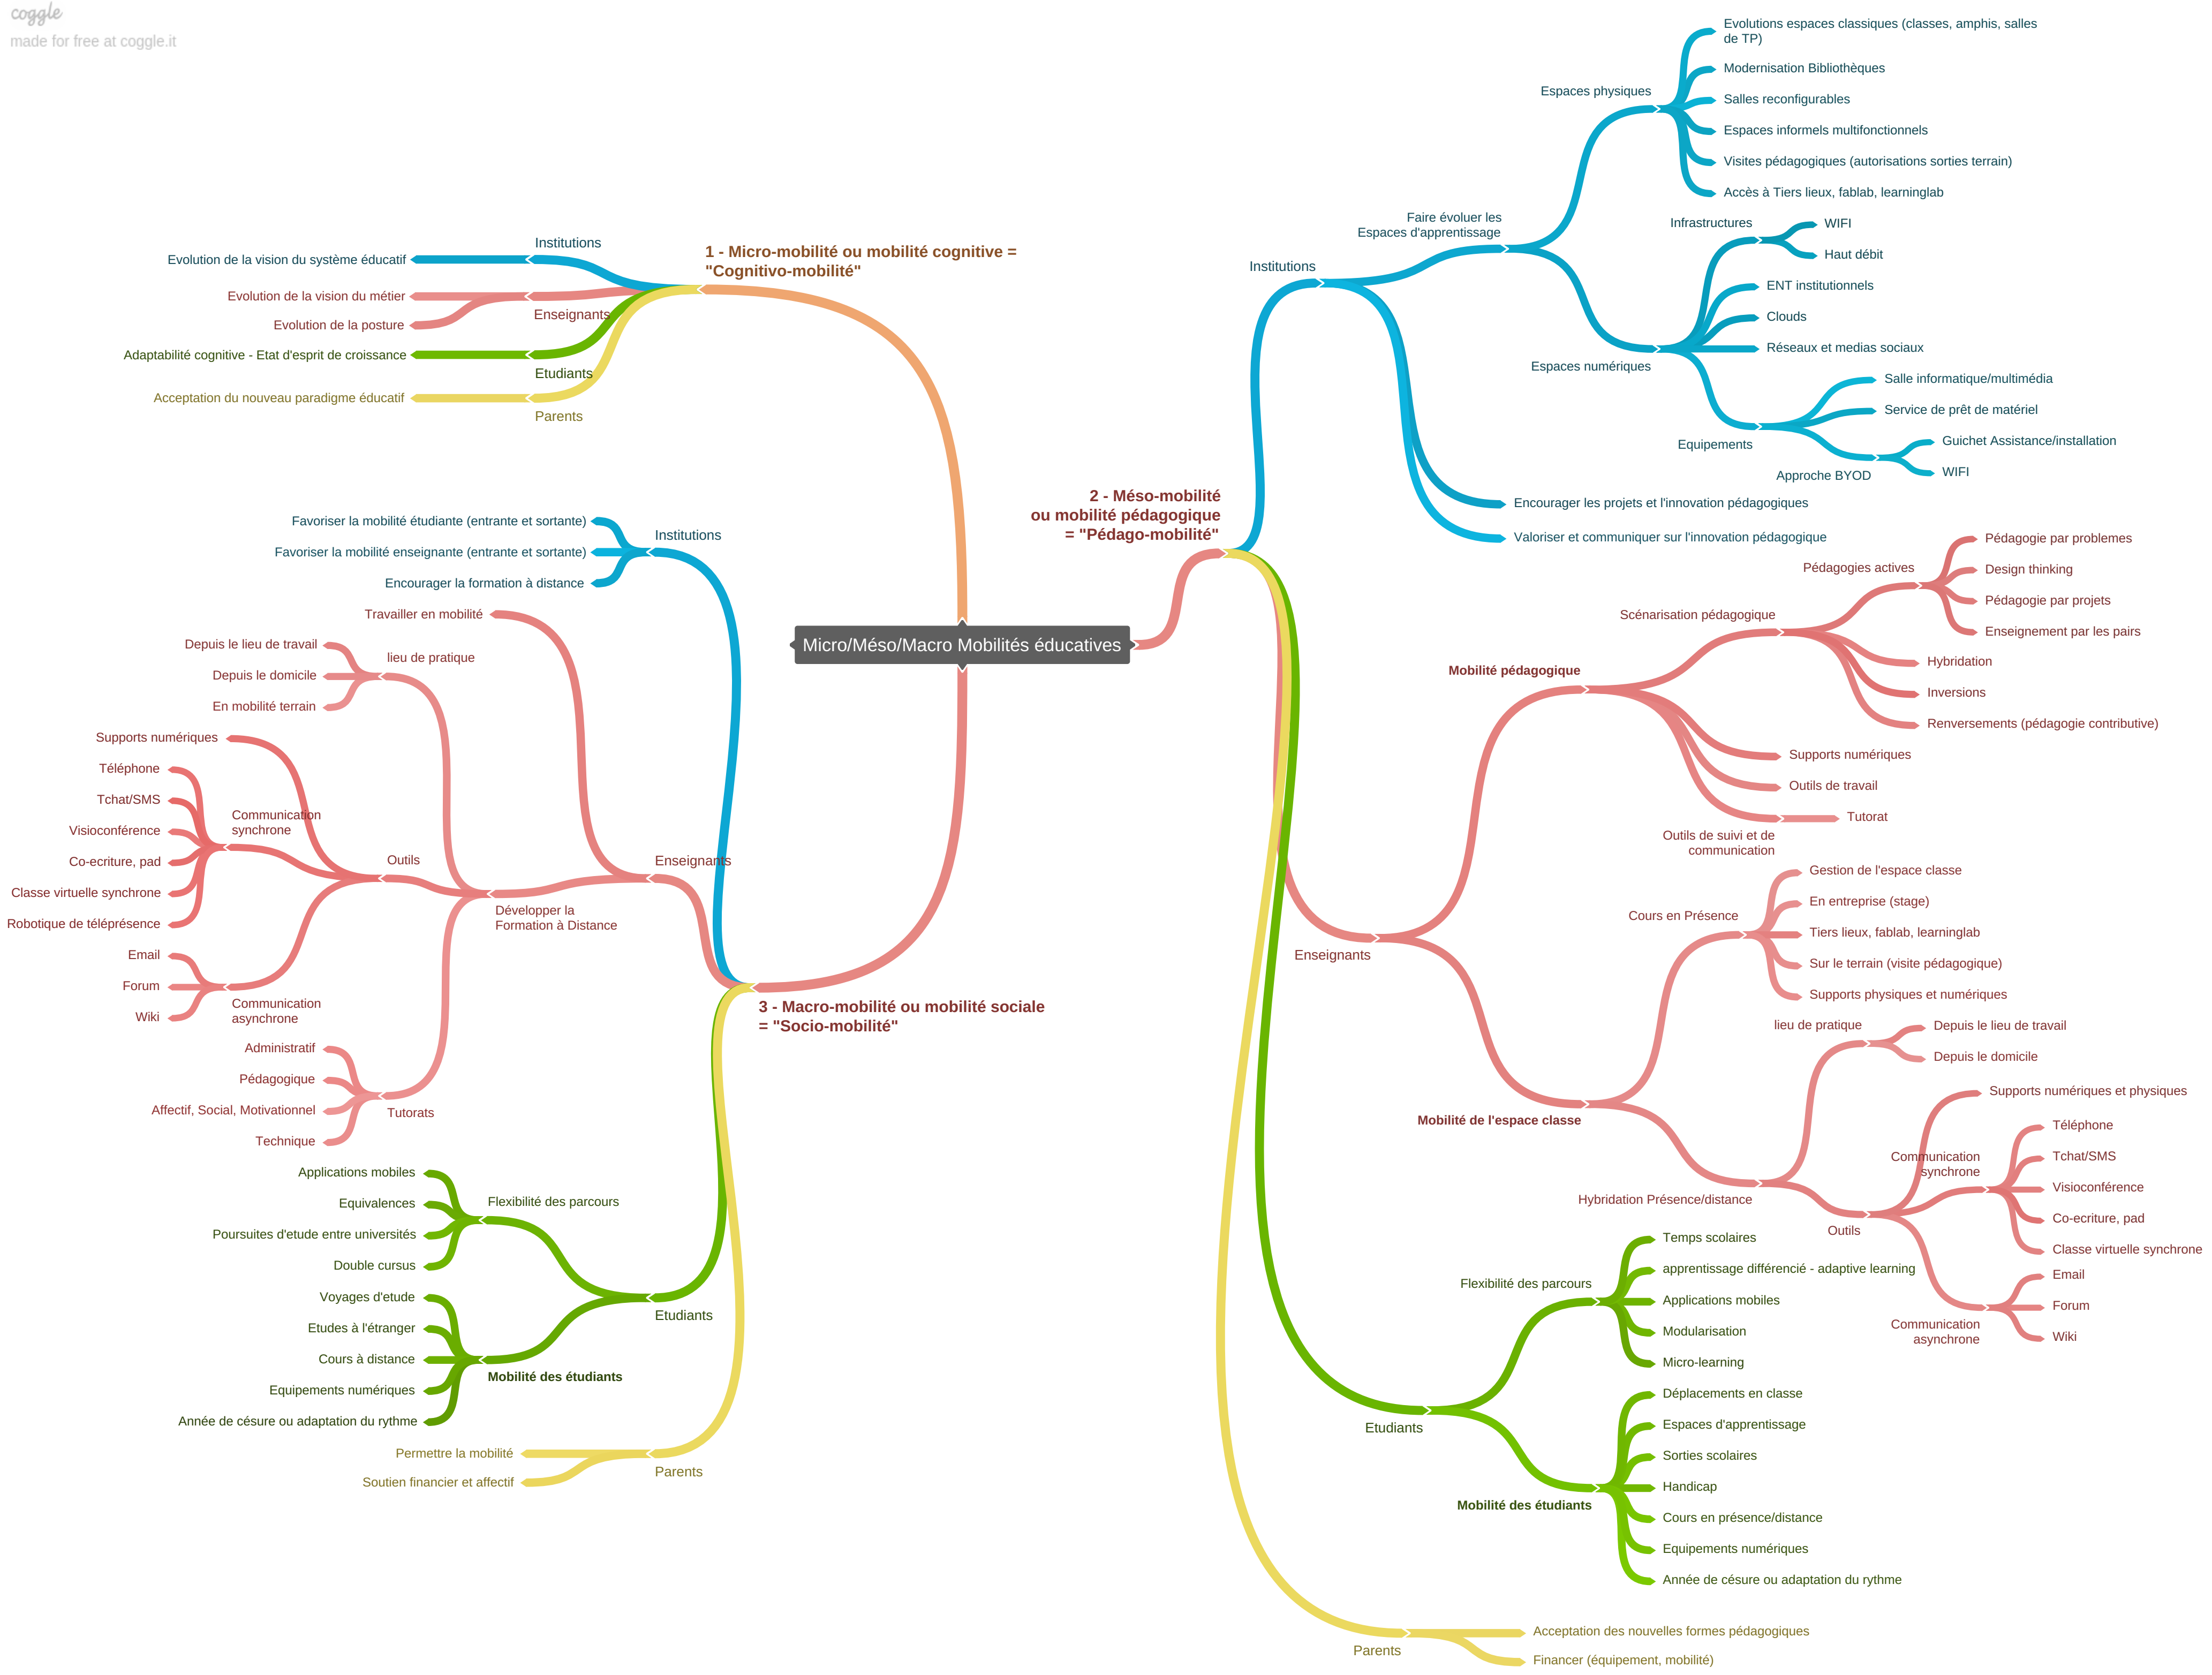 coggle
made for free at coggle.it
Micro/Méso/Macro Mobilités éducatives
1 - Micro-mobilité ou mobilité cognitive =
"Cognitivo-mobilité"
Institutions
Evolution de la vision du système éducatif
Enseignants
Evolution de la vision du métier
Evolution de la posture
Etudiants
Adaptabilité cognitive - Etat d'esprit de croissance
Parents
Acceptation du nouveau paradigme éducatif
2 - Méso-mobilité
ou mobilité pédagogique
= "Pédago-mobilité"
Institutions
Faire évoluer les
Espaces d'apprentissage
Espaces physiques
Evolutions espaces classiques (classes, amphis, salles
de TP)
Modernisation Bibliothèques
Salles reconfigurables
Espaces informels multifonctionnels
Visites pédagogiques (autorisations sorties terrain)
Accès à Tiers lieux, fablab, learninglab
Espaces numériques
Infrastructures
WIFI
Haut débit
ENT institutionnels
Clouds
Réseaux et medias sociaux
Equipements
Salle informatique/multimédia
Service de prêt de matériel
Approche BYOD
Guichet Assistance/installation
WIFI
Encourager les projets et l'innovation pédagogiques
Valoriser et communiquer sur l'innovation pédagogique
Enseignants
Mobilité pédagogique
Scénarisation pédagogique
Pédagogies actives
Pédagogie par problemes
Design thinking
Pédagogie par projets
Enseignement par les pairs
Hybridation
Inversions
Renversements (pédagogie contributive)
Supports numériques
Outils de travail
Outils de suivi et de
communication
Tutorat
Mobilité de l'espace classe
Cours en Présence
Gestion de l'espace classe
En entreprise (stage)
Tiers lieux, fablab, learninglab
Sur le terrain (visite pédagogique)
Supports physiques et numériques
Hybridation Présence/distance
lieu de pratique
Depuis le lieu de travail
Depuis le domicile
Outils
Supports numériques et physiques
Communication
synchrone
Téléphone
Tchat/SMS
Visioconférence
Co-ecriture, pad
Classe virtuelle synchrone
Communication
asynchrone
Email
Forum
Wiki
Etudiants
Flexibilité des parcours
Temps scolaires
apprentissage différencié - adaptive learning
Applications mobiles
Modularisation
Micro-learning
Mobilité des étudiants
Déplacements en classe
Espaces d'apprentissage
Sorties scolaires
Handicap
Cours en présence/distance
Equipements numériques
Année de césure ou adaptation du rythme
Parents
Acceptation des nouvelles formes pédagogiques
Financer (équipement, mobilité)
3 - Macro-mobilité ou mobilité sociale
= "Socio-mobilité"
Institutions
Favoriser la mobilité étudiante (entrante et sortante)
Favoriser la mobilité enseignante (entrante et sortante)
Encourager la formation à distance
Enseignants
Travailler en mobilité
Développer la
Formation à Distance
lieu de pratique
Depuis le lieu de travail
Depuis le domicile
En mobilité terrain
Outils
Supports numériques
Communication
synchrone
Téléphone
Tchat/SMS
Visioconférence
Co-ecriture, pad
Classe virtuelle synchrone
Robotique de téléprésence
Communication
asynchrone
Email
Forum
Wiki
Tutorats
Administratif
Pédagogique
Affectif, Social, Motivationnel
Technique
Etudiants
Flexibilité des parcours
Applications mobiles
Equivalences
Poursuites d'etude entre universités
Double cursus
Mobilité des étudiants
Voyages d'etude
Etudes à l'étranger
Cours à distance
Equipements numériques
Année de césure ou adaptation du rythme
Parents
Permettre la mobilité
Soutien financier et affectif